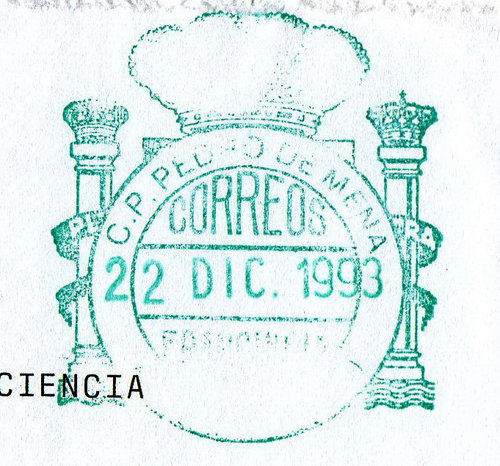 C.P. PEDRO DE MENA
CORREOS
22 DIC. 1993
CIENCIA